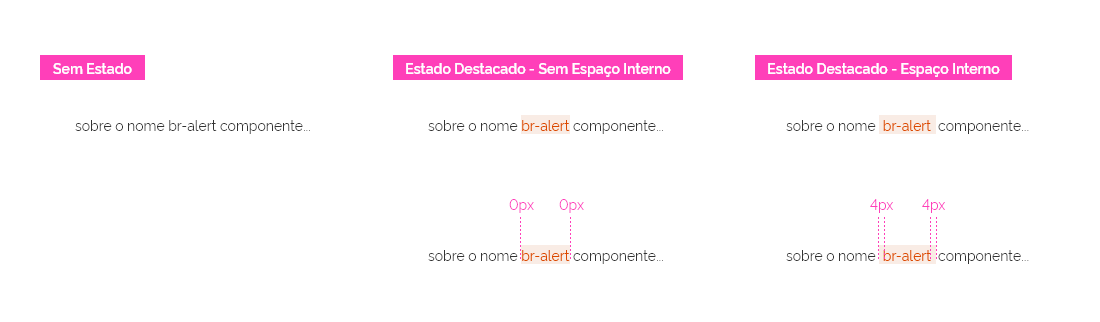 Sem Estado
sobre o nome br-alert componente...
Estado Destacado - Sem Espaço Interno
sobre o nome br-alert componente...
0px 0px
sobre o nome br-alert componente...
Estado Destacado - Espaço Interno
sobre o nome br-alert componente...
4px 4px
sobre o nome br-alert componente...